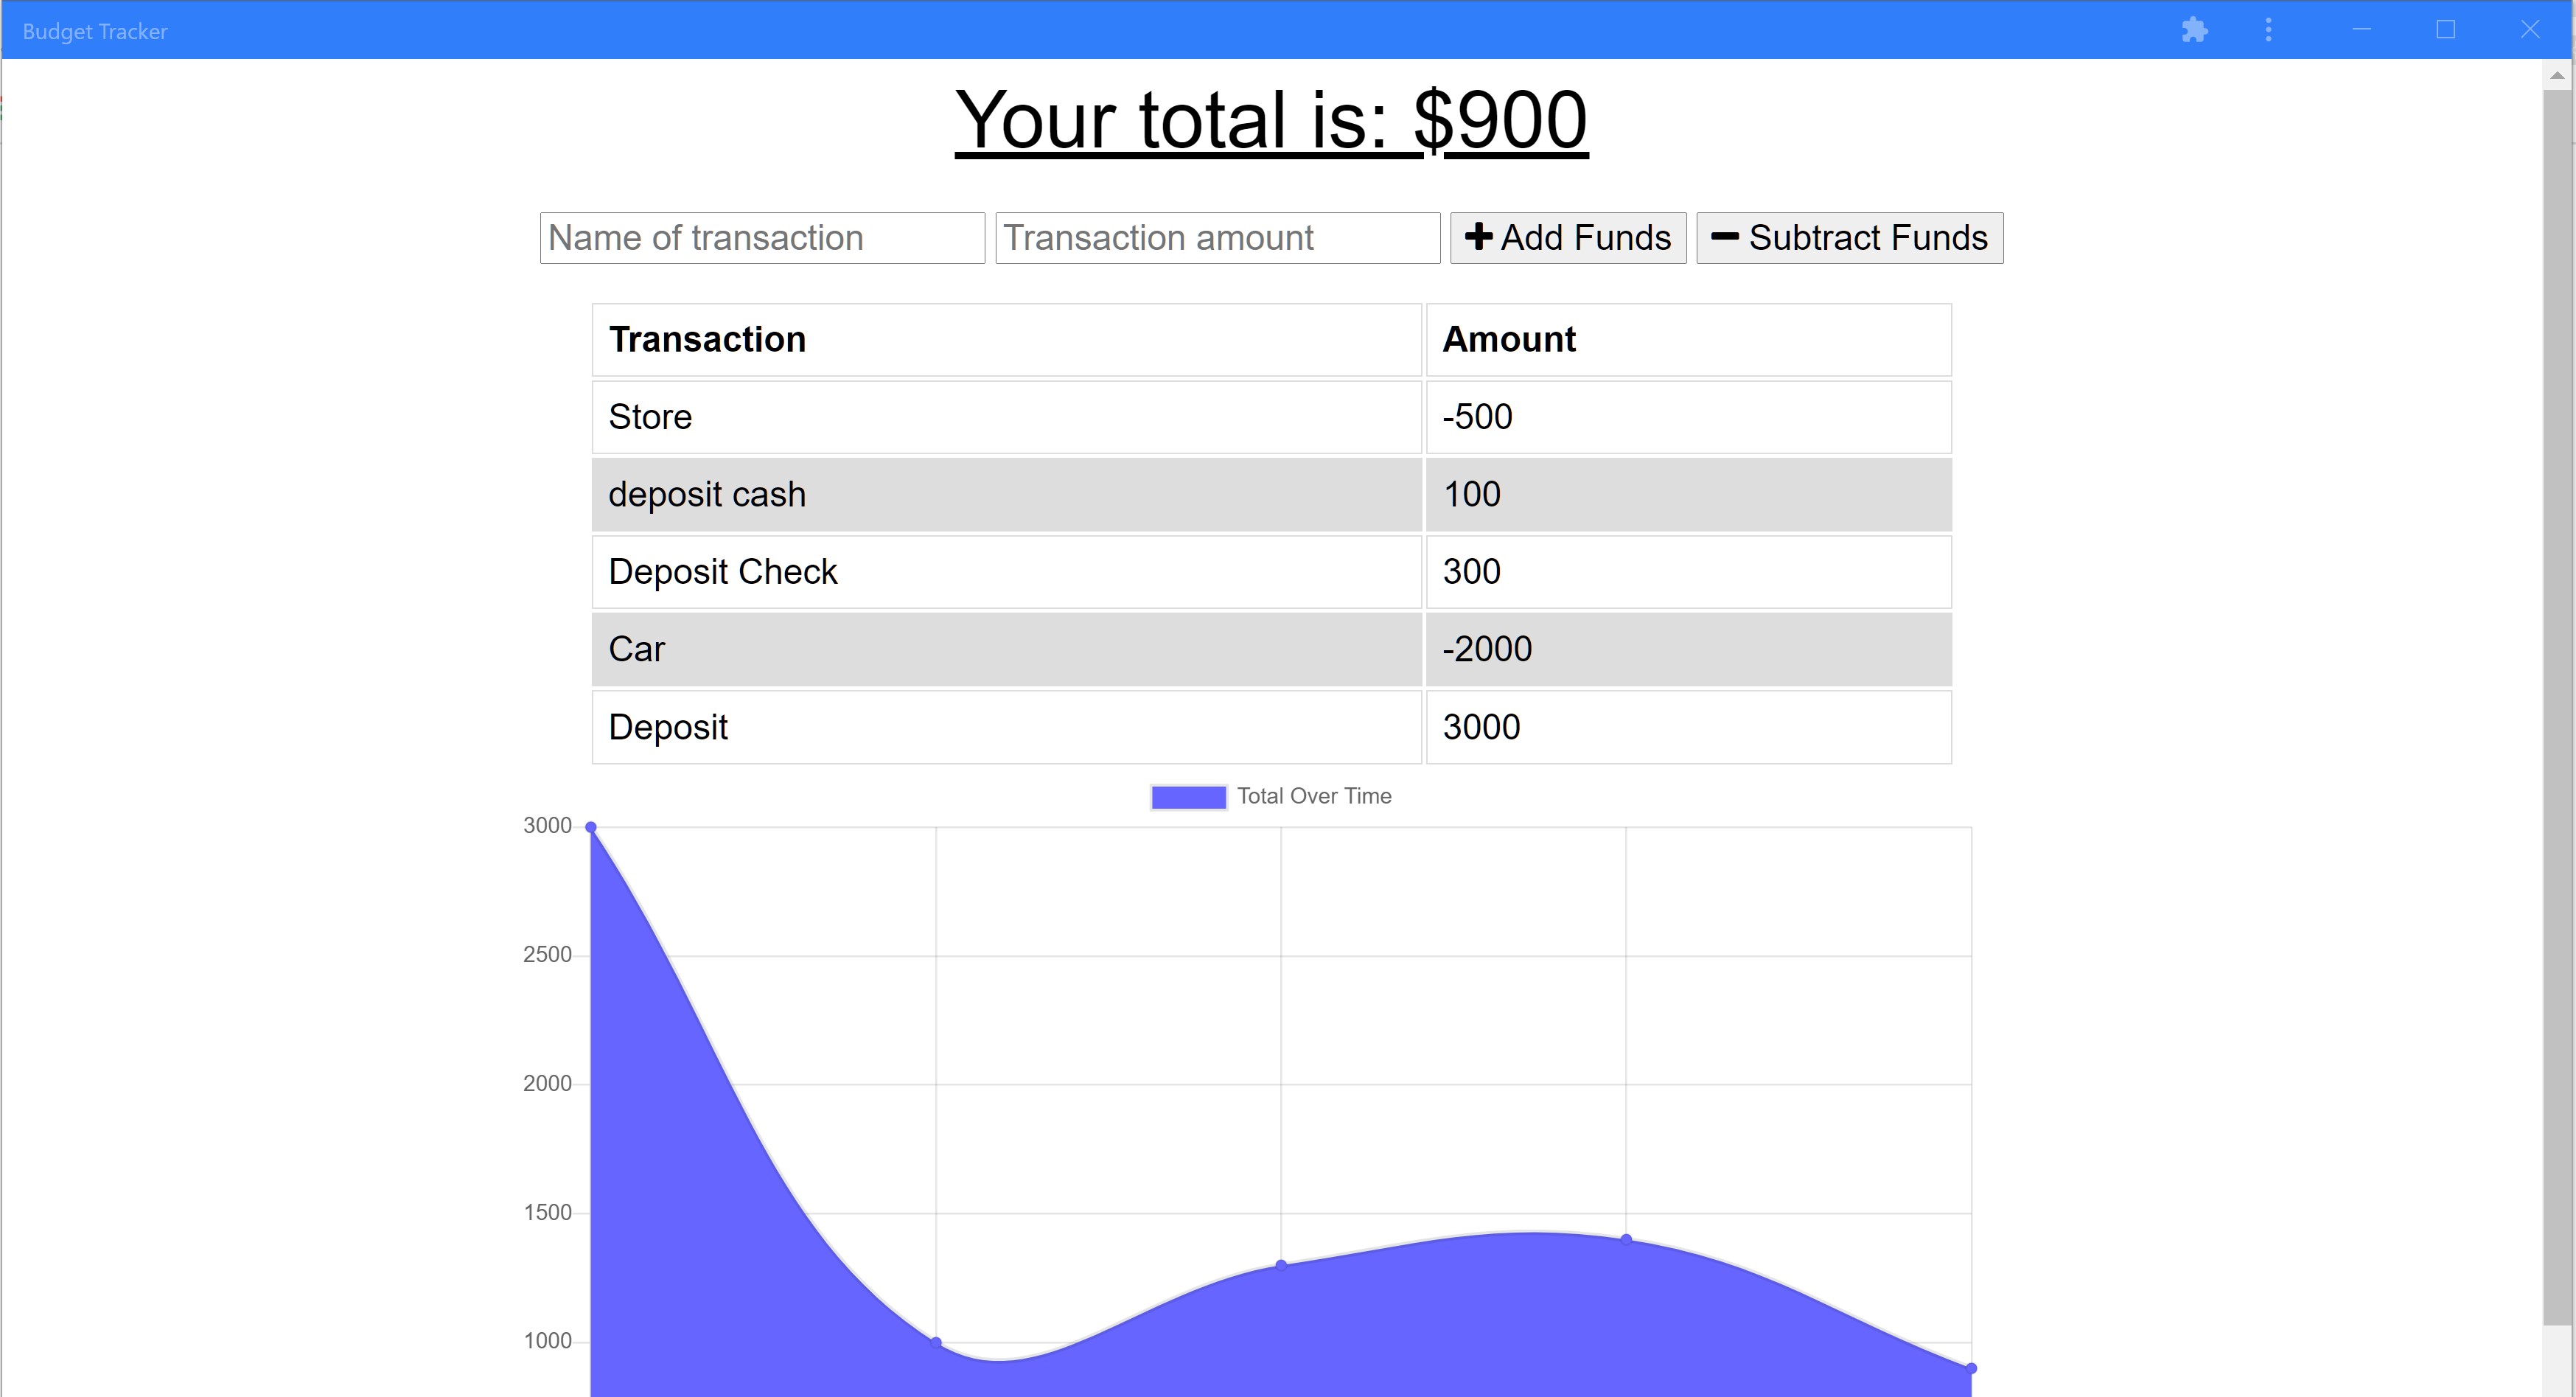 Budget Tracker
Your total is: $900
Name of transaction Transaction amount Add Funds Subtract Funds
Transaction Amount
Store -500
deposit cash 100
Deposit Check 300
Car -2000
Deposit 3000
Total Over Time
3000
2500
2000
1500
1000